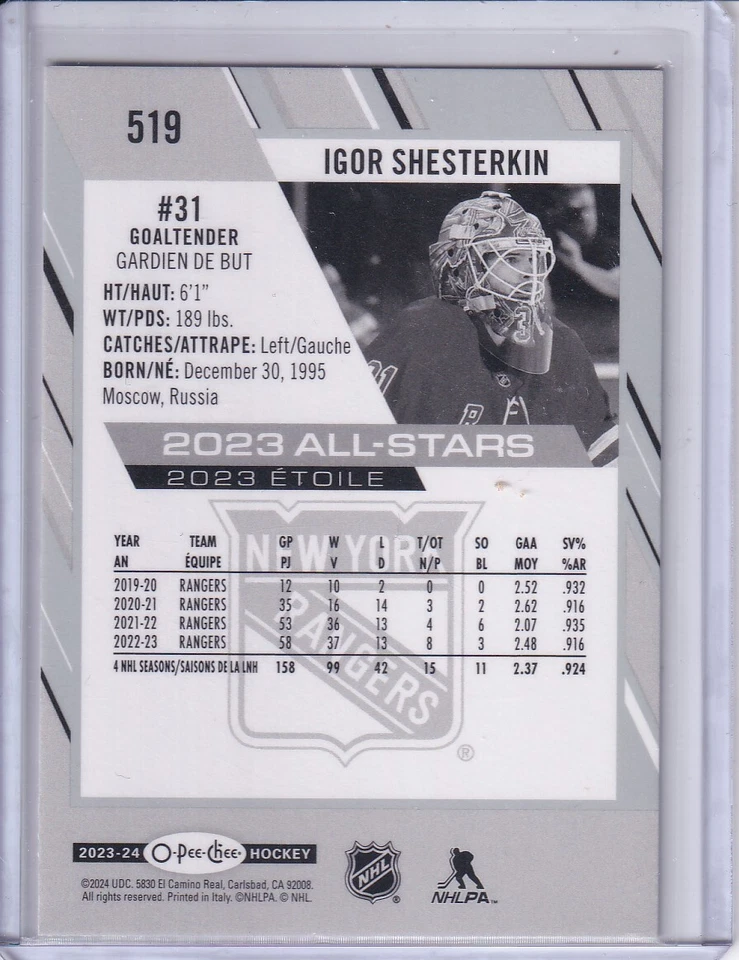 519
IGOR SHESTERKIN
#31
GOALTENDER
GARDIEN DE BUT
HT/HAUT: 6'1"
WT/PDS: 189 lbs.
CATCHES/ATTRAPE: Left/Gauche
BORN/NÉ: December 30, 1995
Moscow, Russia
31
2023 ALL-STARS
2023 ÉTOILE
NEW YORK
RANGERS
®
YEAR TEAM GP W L T/OT SO GAA SV%
AN ÉQUIPE PJ V D N/P BL MOY %AR
2019-20 RANGERS 12 10 2 0 0 2.52 .932
2020-21 RANGERS 35 16 14 3 2 2.62 .916
2021-22 RANGERS 53 36 13 4 6 2.07 .935
2022-23 RANGERS 58 37 13 8 3 2.48 .916
4 NHL SEASONS/SAISONS DE LA LNH 158 99 42 15 11 2.37 .924
2023-24 O-Pee-Chee HOCKEY
©2024 UDC. 5830 El Camino Real, Carlsbad, CA 92008.
All rights reserved. Printed in Italy. ©NHLPA. © NHL.
NHL ®
NHLPA™